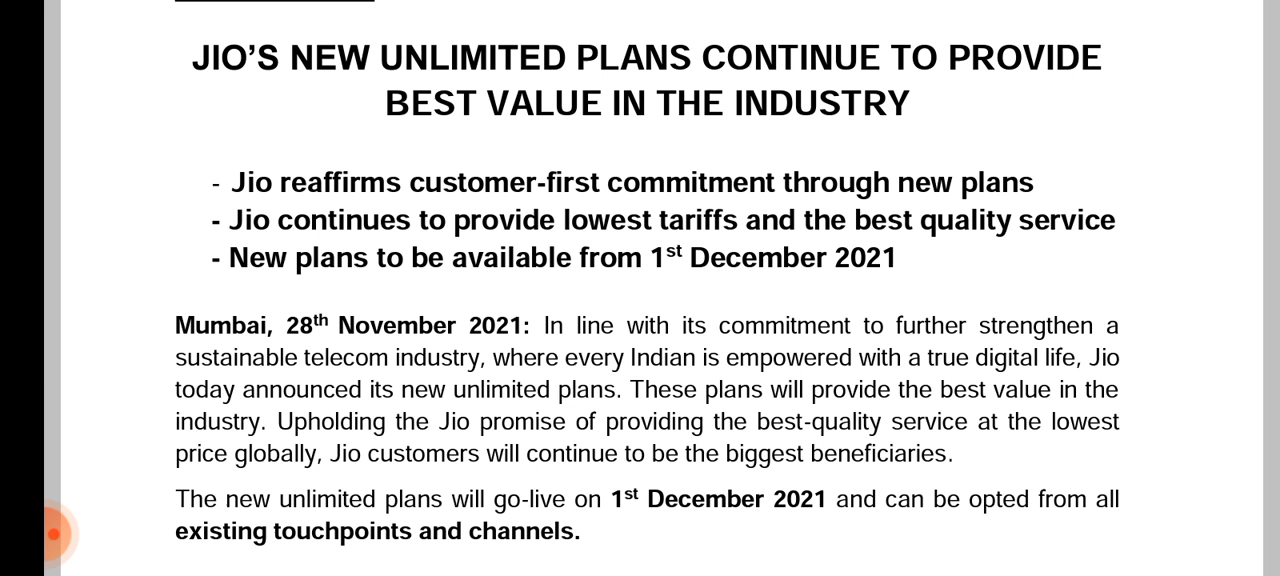 JIO’S NEW UNLIMITED PLANS CONTINUE TO PROVIDE
BEST VALUE IN THE INDUSTRY
- Jio reaffirms customer-first commitment through new plans
- Jio continues to provide lowest tariffs and the best quality service
- New plans to be available from 1st December 2021
Mumbai, 28th November 2021: In line with its commitment to further strengthen a
sustainable telecom industry, where every Indian is empowered with a true digital life, Jio
today announced its new unlimited plans. These plans will provide the best value in the
industry. Upholding the Jio promise of providing the best-quality service at the lowest
price globally, Jio customers will continue to be the biggest beneficiaries.
The new unlimited plans will go-live on 1st December 2021 and can be opted from all
existing touchpoints and channels.